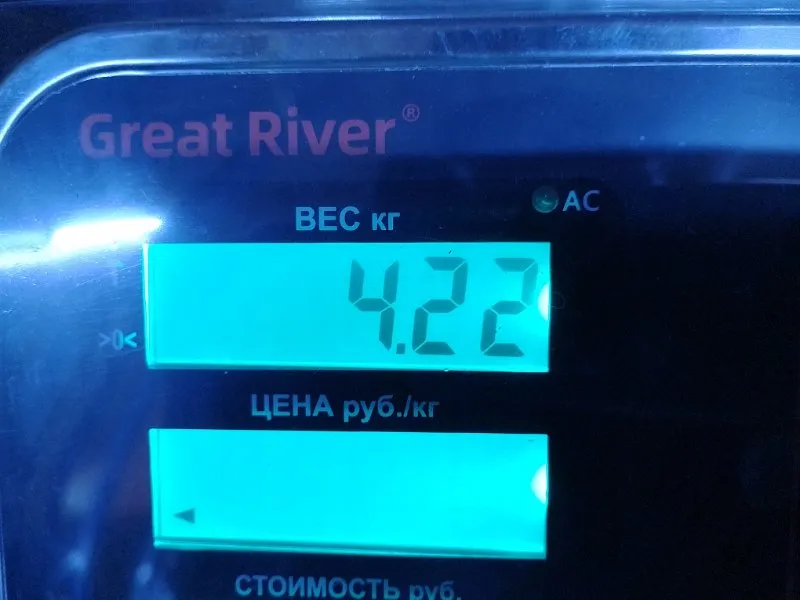 Great River®
AC
ВЕС кг
4.22
>0<
ЦЕНА руб./кг
СТОИМОСТЬ руб.